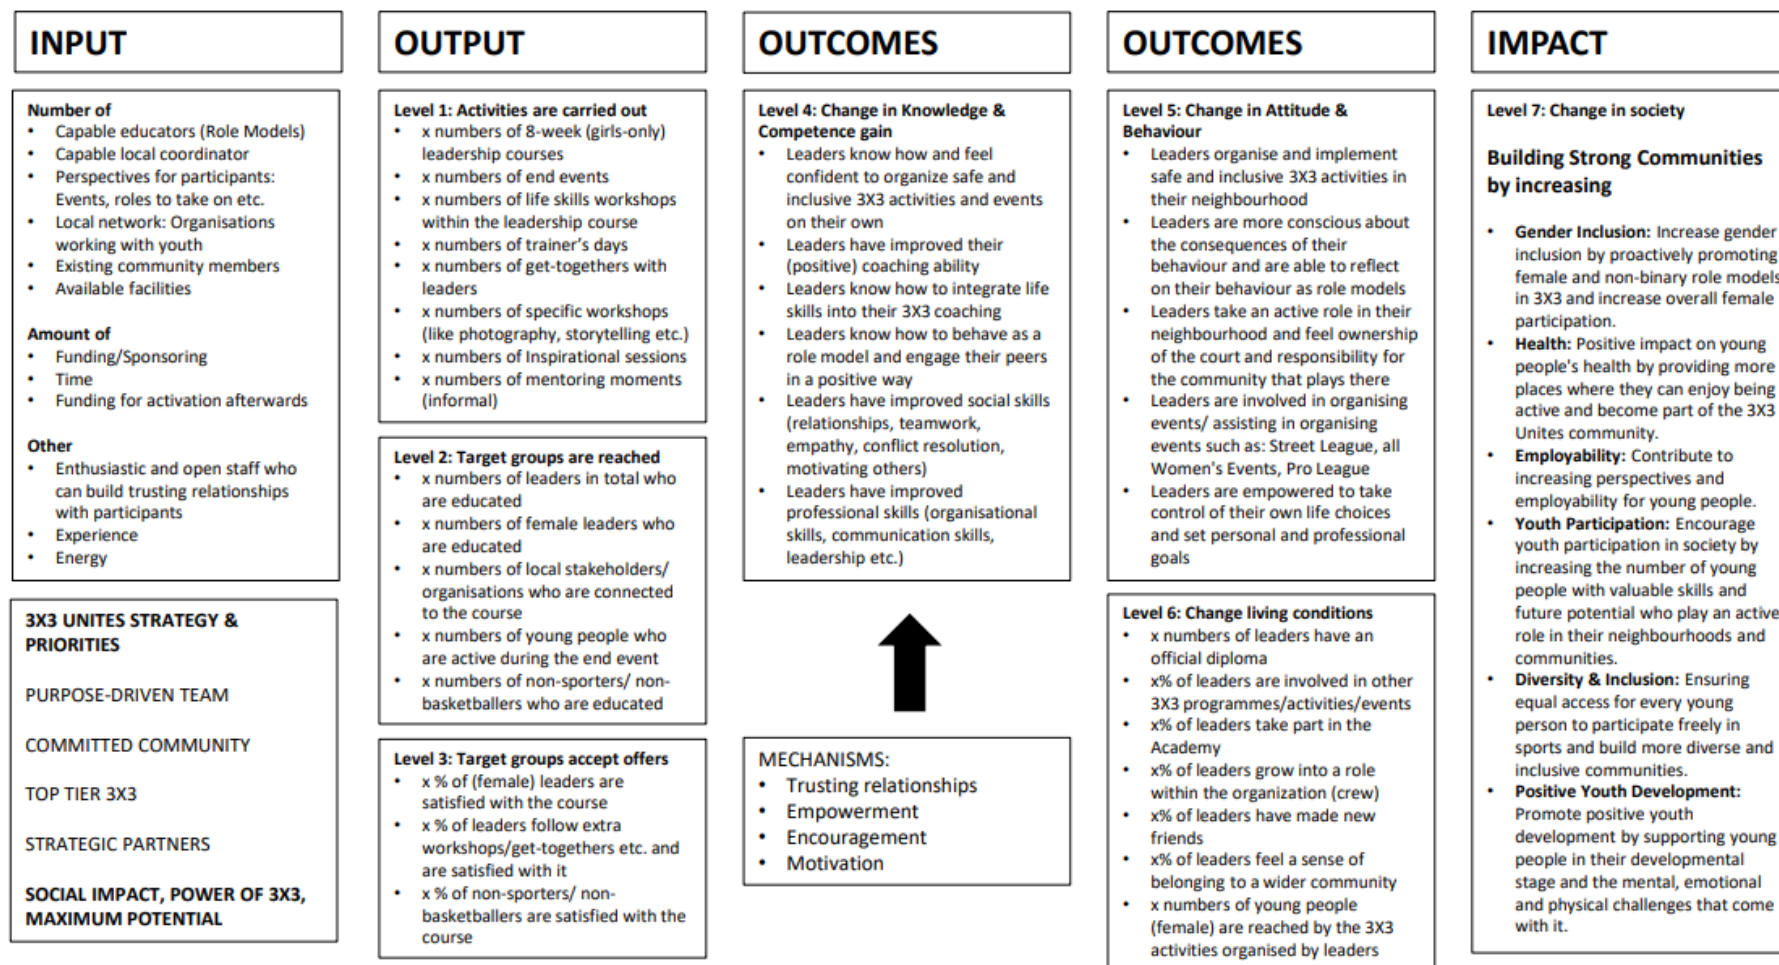 INPUT
Number of
• Capable educators (Role Models)
• Capable local coordinator
• Perspectives for participants:
Events, roles to take on etc.
• Local network: Organisations
working with youth
• Existing community members
• Available facilities
Amount of
• Funding/Sponsoring
• Time
• Funding for activation afterwards
Other
• Enthusiastic and open staff who
can build trusting relationships
with participants
• Experience
• Energy
3X3 UNITES STRATEGY &
PRIORITIES
PURPOSE-DRIVEN TEAM
COMMITTED COMMUNITY
TOP TIER 3X3
STRATEGIC PARTNERS
SOCIAL IMPACT, POWER OF 3X3,
MAXIMUM POTENTIAL
OUTPUT
Level 1: Activities are carried out
• x numbers of 8-week (girls-only)
leadership courses
• x numbers of end events
• x numbers of life skills workshops
within the leadership course
• x numbers of trainer's days
• x numbers of get-togethers with
leaders
• x numbers of specific workshops
(like photography, storytelling etc.)
• x numbers of Inspirational sessions
• x numbers of mentoring moments
(informal)
Level 2: Target groups are reached
• x numbers of leaders in total who
are educated
• x numbers of female leaders who
are educated
• x numbers of local stakeholders/
organisations who are connected
to the course
• x numbers of young people who
are active during the end event
• x numbers of non-sporters/ non-
basketballers who are educated
Level 3: Target groups accept offers
• x % of (female) leaders are
satisfied with the course
• x % of leaders follow extra
workshops/get-togethers etc. and
are satisfied with it
• x % of non-sporters/ non-
basketballers are satisfied with the
course
OUTCOMES
Level 4: Change in Knowledge &
Competence gain
• Leaders know how and feel
confident to organize safe and
inclusive 3X3 activities and events
on their own
• Leaders have improved their
(positive) coaching ability
• Leaders know how to integrate life
skills into their 3X3 coaching
• Leaders know how to behave as a
role model and engage their peers
in a positive way
• Leaders have improved social skills
(relationships, teamwork,
empathy, conflict resolution,
motivating others)
• Leaders have improved
professional skills (organisational
skills, communication skills,
leadership etc.)
MECHANISMS:
• Trusting relationships
• Empowerment
• Encouragement
• Motivation
OUTCOMES
Level 5: Change in Attitude &
Behaviour
• Leaders organise and implement
safe and inclusive 3X3 activities in
their neighbourhood
• Leaders are more conscious about
the consequences of their
behaviour and are able to reflect
on their behaviour as role models
• Leaders take an active role in their
neighbourhood and feel ownership
of the court and responsibility for
the community that plays there
• Leaders are involved in organising
events/ assisting in organising
events such as: Street League, all
Women's Events, Pro League
• Leaders are empowered to take
control of their own life choices
and set personal and professional
goals
Level 6: Change living conditions
• x numbers of leaders have an
official diploma
• x% of leaders are involved in other
3X3 programmes/activities/events
• x% of leaders take part in the
Academy
• x% of leaders grow into a role
within the organization (crew)
• x% of leaders have made new
friends
• x% of leaders feel a sense of
belonging to a wider community
• x numbers of young people
(female) are reached by the 3X3
activities organised by leaders
IMPACT
Level 7: Change in society
Building Strong Communities
by increasing
• Gender Inclusion: Increase gender
inclusion by proactively promoting
female and non-binary role models
in 3X3 and increase overall female
participation.
• Health: Positive impact on young
people's health by providing more
places where they can enjoy being
active and become part of the 3X3
Unites community.
• Employability: Contribute to
increasing perspectives and
employability for young people.
• Youth Participation: Encourage
youth participation in society by
increasing the number of young
people with valuable skills and
future potential who play an active
role in their neighbourhoods and
communities.
• Diversity & Inclusion: Ensuring
equal access for every young
person to participate freely in
sports and build more diverse and
inclusive communities.
• Positive Youth Development:
Promote positive youth
development by supporting young
people in their developmental
stage and the mental, emotional
and physical challenges that come
with it.